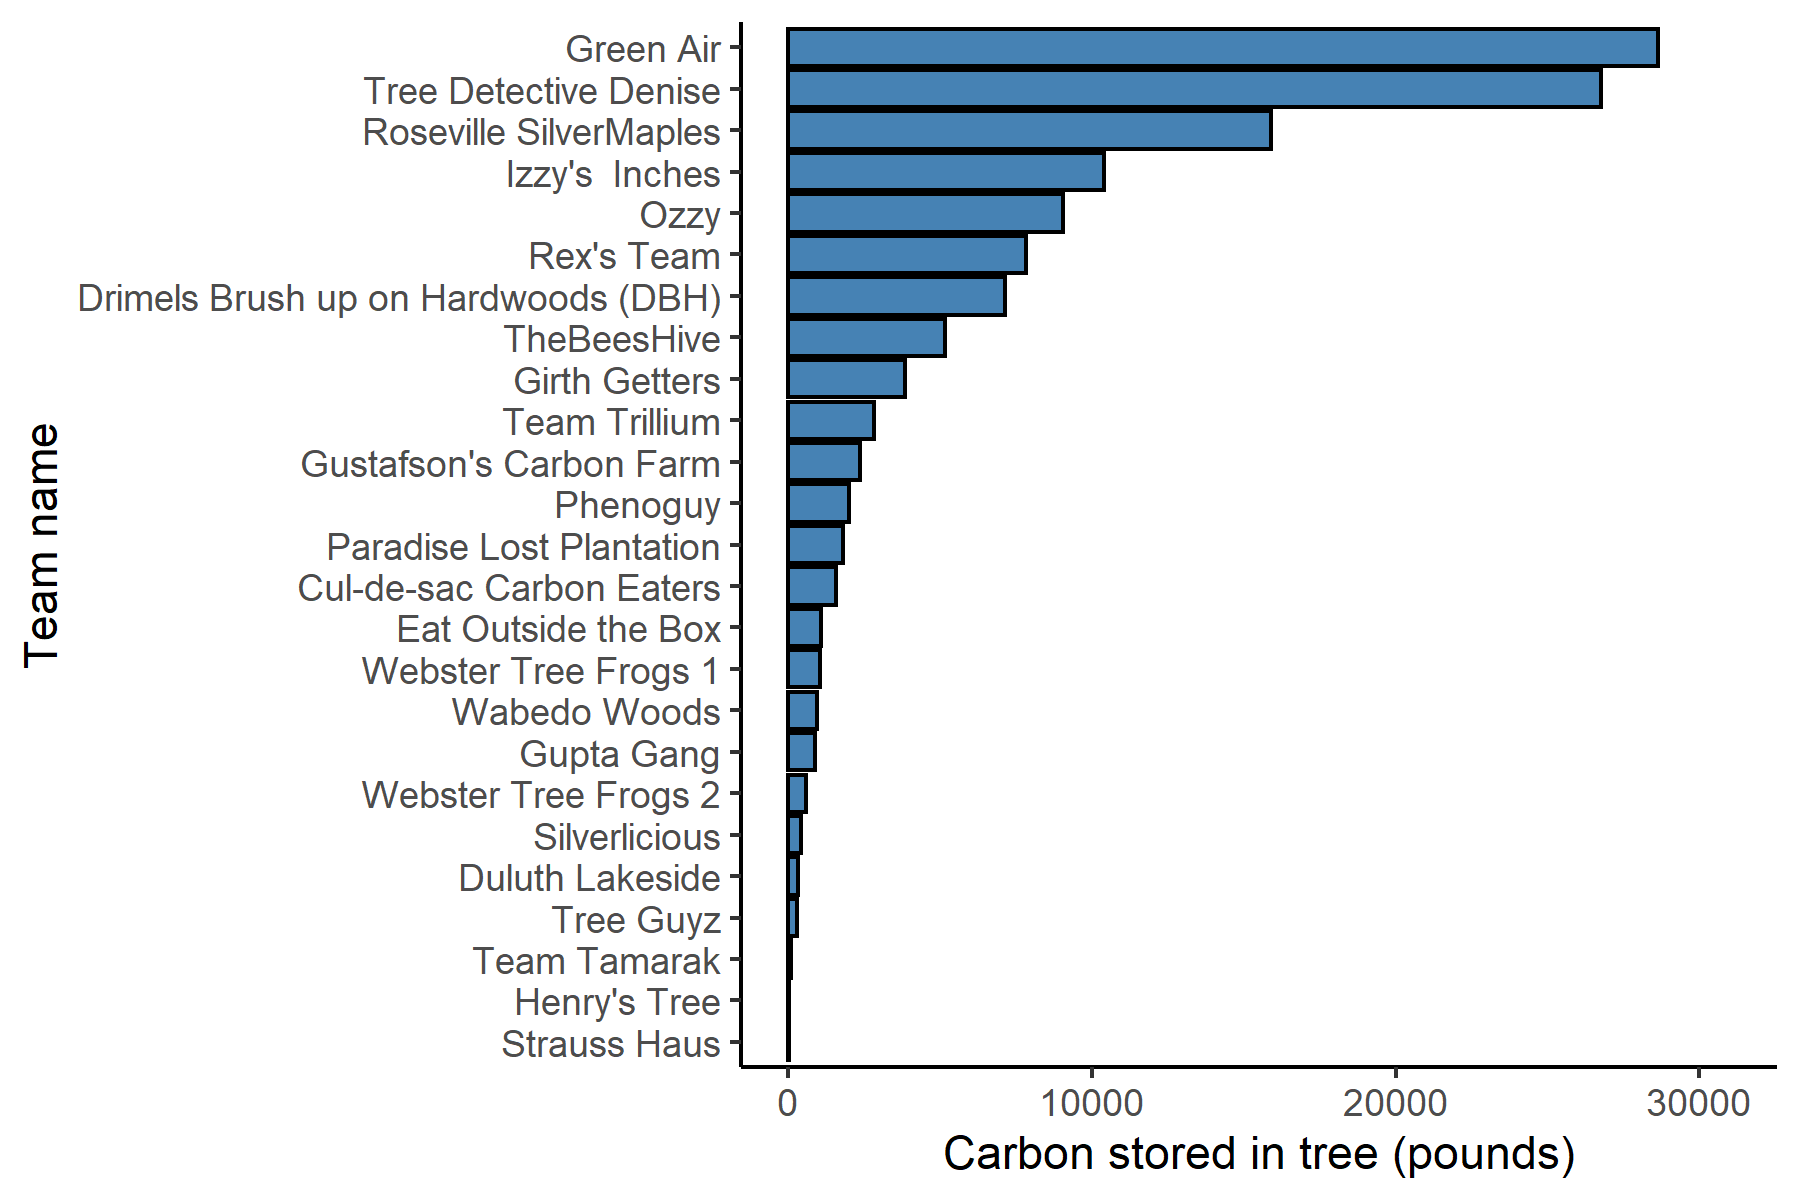 Team name
Green Air
Tree Detective Denise
Roseville SilverMaples
Izzy's  Inches
Ozzy
Rex's Team
Drimels Brush up on Hardwoods (DBH)
TheBeesHive
Girth Getters
Team Trillium
Gustafson's Carbon Farm
Phenoguy
Paradise Lost Plantation
Cul-de-sac Carbon Eaters
Eat Outside the Box
Webster Tree Frogs 1
Wabedo Woods
Gupta Gang
Webster Tree Frogs 2
Silverlicious
Duluth Lakeside
Tree Guyz
Team Tamarak
Henry's Tree
Strauss Haus
0 10000 20000 30000
Carbon stored in tree (pounds)